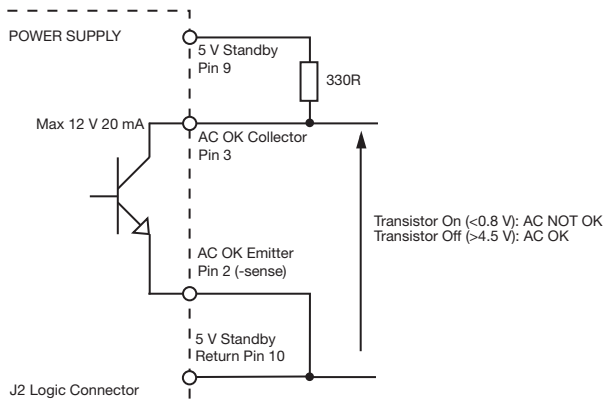 POWER SUPPLY
5 V Standby
Pin 9
330R
Max 12 V 20 mA
AC OK Collector
Pin 3
Transistor On (<0.8 V): AC NOT OK
Transistor Off (>4.5 V): AC OK
AC OK Emitter
Pin 2 (-sense)
5 V Standby
Return Pin 10
J2 Logic Connector